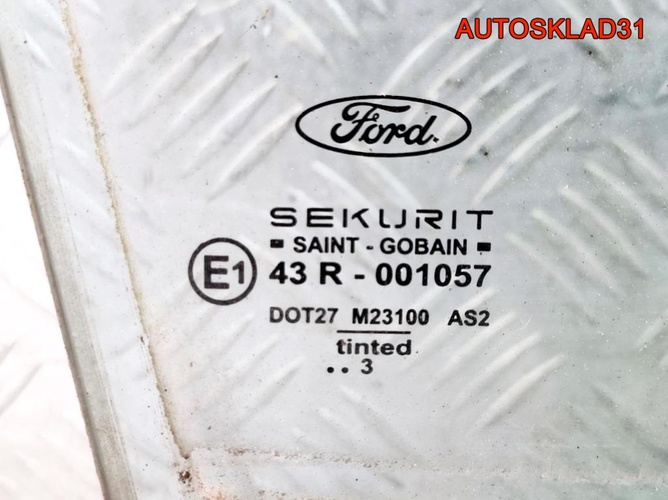 AUTOSKLAD31
Ford
SEKURIT
SAINT - GOBAIN
E1 43 R - 001057
DOT27 M23100 AS2
tinted
.. 3